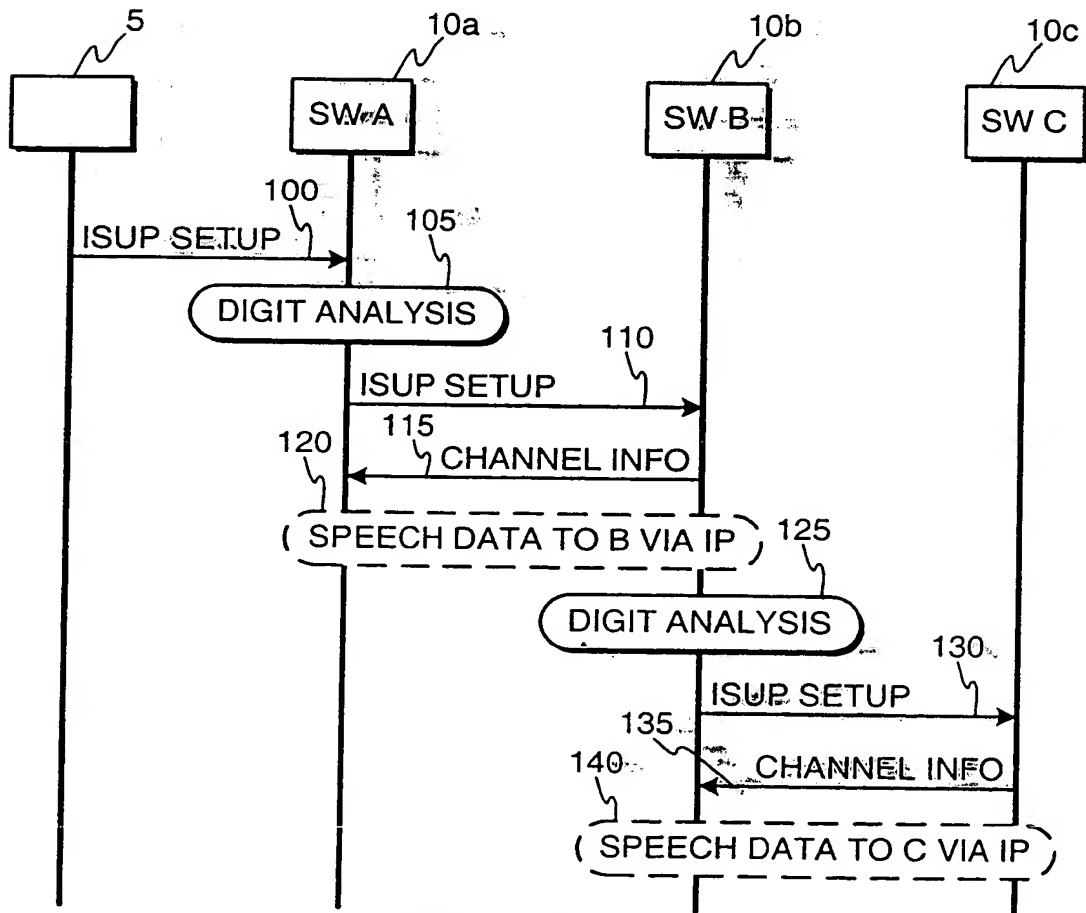 5
10a
10b
10c
SW A
SW B
SW C
100
ISUP SETUP
105
DIGIT ANALYSIS
110
ISUP SETUP
115
CHANNEL INFO
120
SPEECH DATA TO B VIA IP
125
DIGIT ANALYSIS
130
ISUP SETUP
135
CHANNEL INFO
140
SPEECH DATA TO C VIA IP